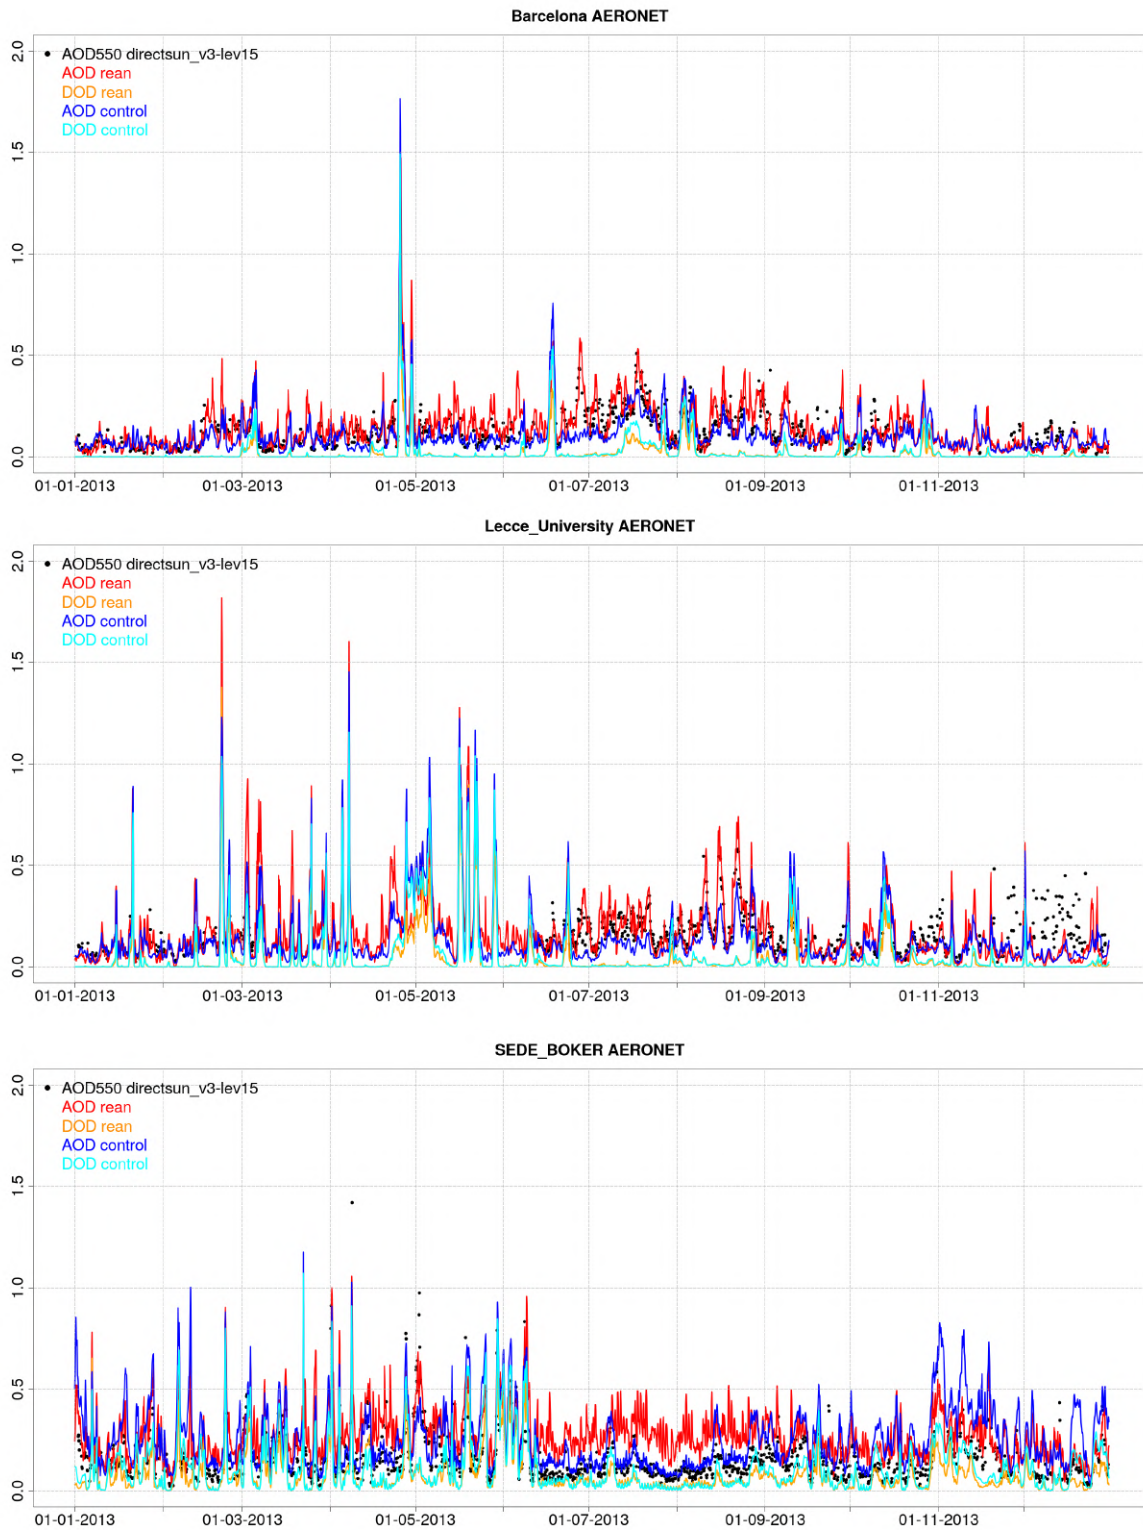 Barcelona AERONET
2.0
AOD550 directsun_v3-lev15
AOD rean
DOD rean
AOD control
DOD control
1.5
1.0
0.5
0.0
01-01-2013 01-03-2013 01-05-2013 01-07-2013 01-09-2013 01-11-2013
Lecce_University AERONET
2.0
AOD550 directsun_v3-lev15
AOD rean
DOD rean
AOD control
DOD control
1.5
1.0
0.5
0.0
01-01-2013 01-03-2013 01-05-2013 01-07-2013 01-09-2013 01-11-2013
SEDE_BOKER AERONET
2.0
AOD550 directsun_v3-lev15
AOD rean
DOD rean
AOD control
DOD control
1.5
1.0
0.5
0.0
01-01-2013 01-03-2013 01-05-2013 01-07-2013 01-09-2013 01-11-2013